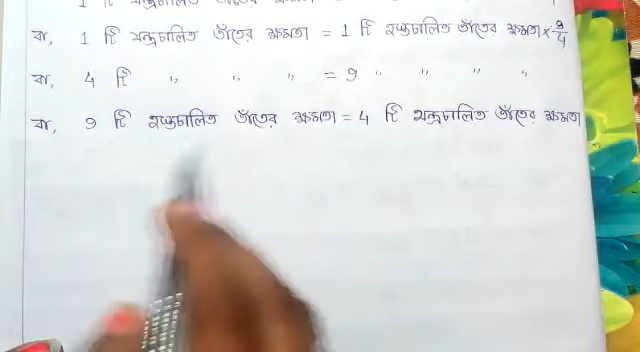 বা, 1 টি যন্ত্রচালিত তাঁতের ক্ষমতা = 1 টি হস্তচালিত তাঁতের ক্ষমতা × 9/4
বা, 4 টি " " " = 9 " " " "
বা, 9 টি হস্তচালিত তাঁতের ক্ষমতা = 4 টি যন্ত্রচালিত তাঁতের ক্ষমতা